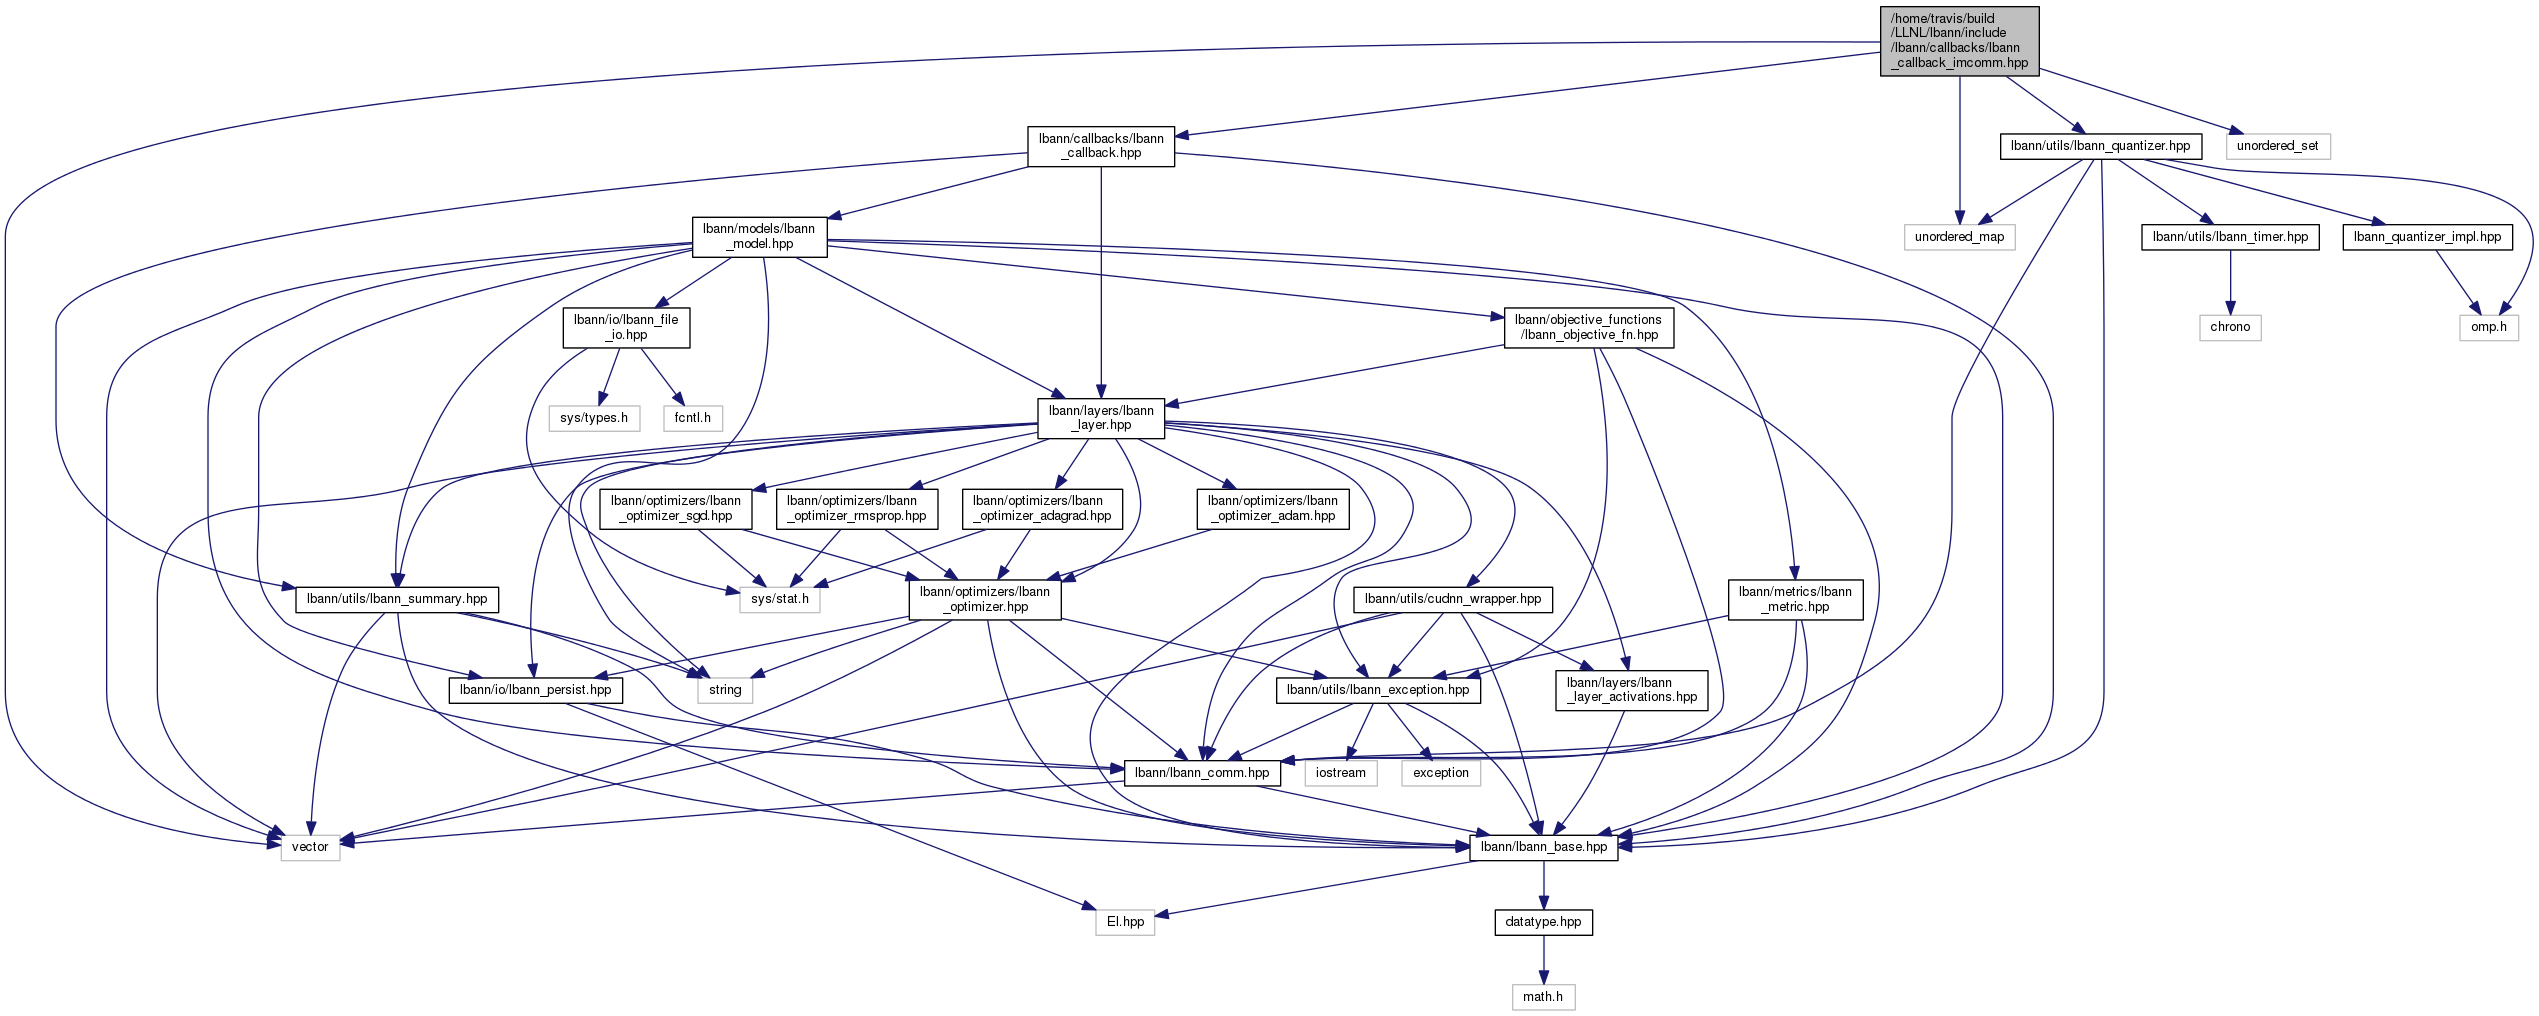 /home/travis/build
/LLNL/lbann/include
/lbann/callbacks/lbann
_callback_imcomm.hpp
lbann/callbacks/lbann
_callback.hpp
lbann/utils/lbann_quantizer.hpp
unordered_set
lbann/models/lbann
_model.hpp
unordered_map
lbann/utils/lbann_timer.hpp
lbann_quantizer_impl.hpp
lbann/io/lbann_file
_io.hpp
lbann/objective_functions
/lbann_objective_fn.hpp
chrono
omp.h
sys/types.h
fcntl.h
lbann/layers/lbann
_layer.hpp
lbann/optimizers/lbann
_optimizer_sgd.hpp
lbann/optimizers/lbann
_optimizer_rmsprop.hpp
lbann/optimizers/lbann
_optimizer_adagrad.hpp
lbann/optimizers/lbann
_optimizer_adam.hpp
lbann/utils/lbann_summary.hpp
sys/stat.h
lbann/optimizers/lbann
_optimizer.hpp
lbann/utils/cudnn_wrapper.hpp
lbann/metrics/lbann
_metric.hpp
lbann/io/lbann_persist.hpp
string
lbann/utils/lbann_exception.hpp
lbann/layers/lbann
_layer_activations.hpp
lbann/lbann_comm.hpp
iostream
exception
vector
lbann/lbann_base.hpp
El.hpp
datatype.hpp
math.h